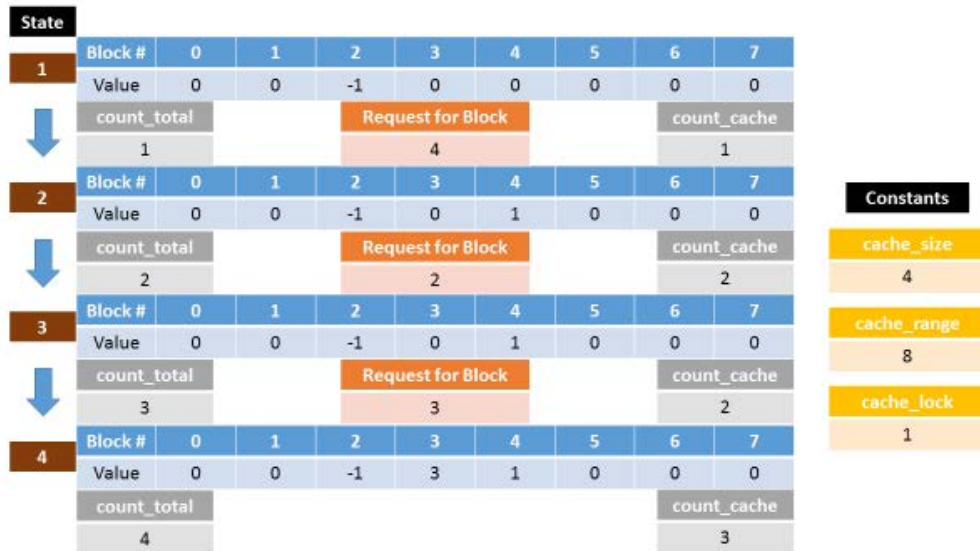 State
1
Block # 0 1 2 3 4 5 6 7
Value 0 0 -1 0 0 0 0 0
count_total Request for Block count_cache
1 4 1
2
Block # 0 1 2 3 4 5 6 7
Value 0 0 -1 0 1 0 0 0
count_total Request for Block count_cache
2 2 2
3
Block # 0 1 2 3 4 5 6 7
Value 0 0 -1 0 1 0 0 0
count_total Request for Block count_cache
3 3 2
4
Block # 0 1 2 3 4 5 6 7
Value 0 0 -1 3 1 0 0 0
count_total count_cache
4 3
Constants
cache_size
4
cache_range
8
cache_lock
1